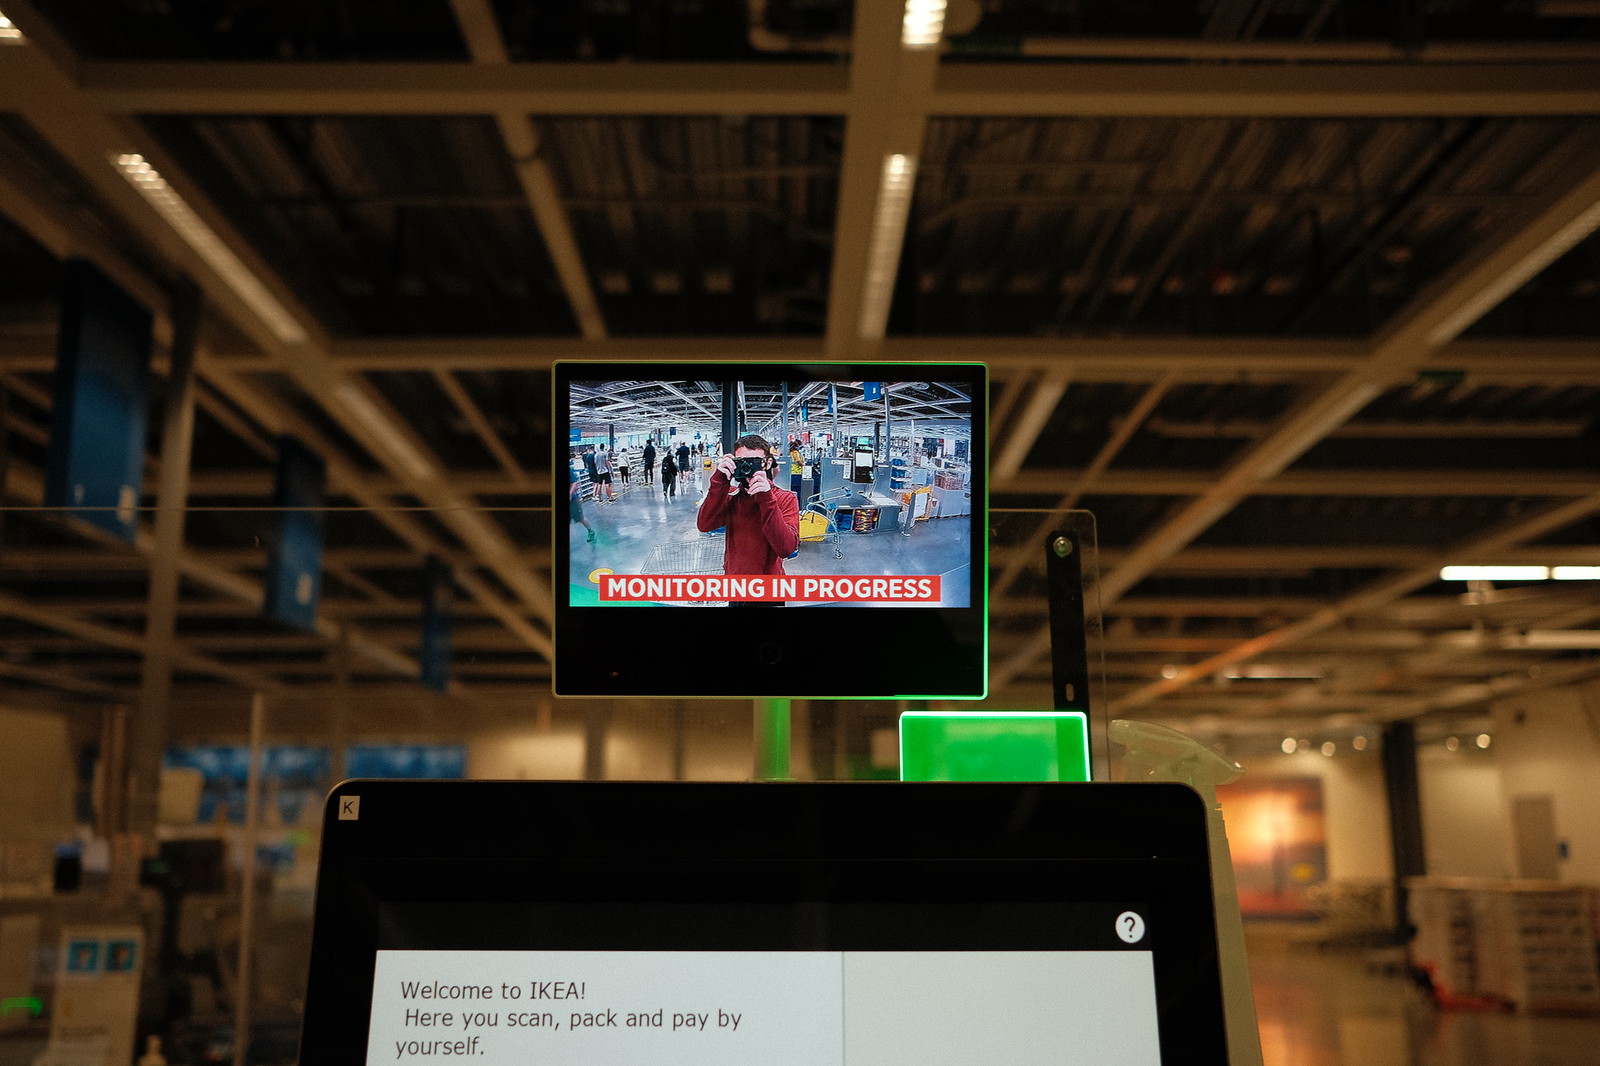 MONITORING IN PROGRESS
K
?
Welcome to IKEA!
Here you scan, pack and pay by
yourself.